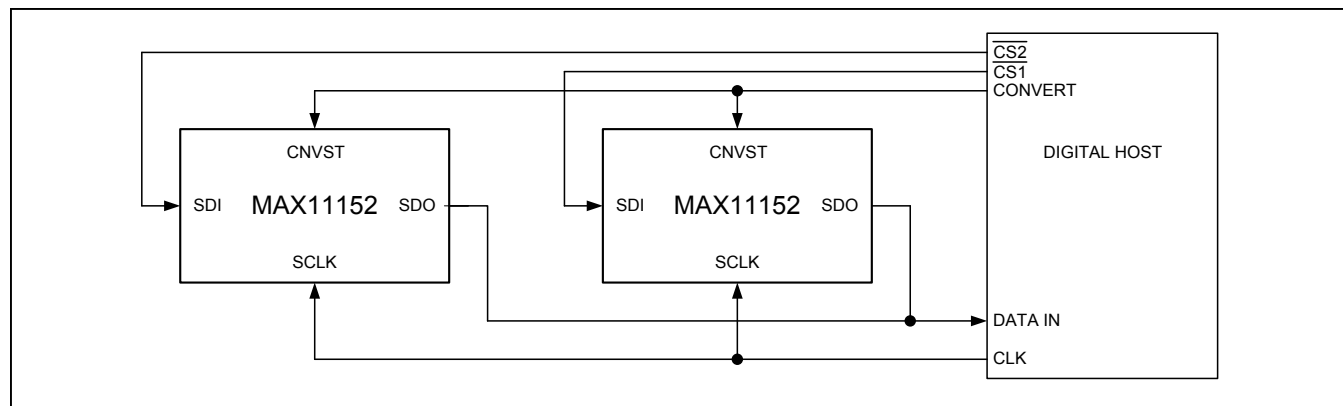 CS2
CS1
CONVERT
CNVST
CNVST
DIGITAL HOST
SDI
MAX11152
SDO
SDI
MAX11152
SDO
SCLK
SCLK
DATA IN
CLK